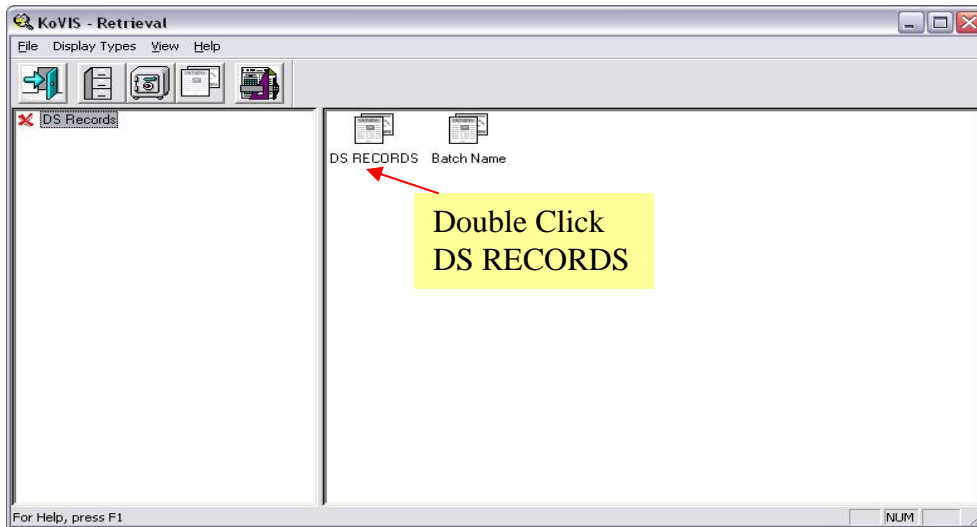 KoVIS - Retrieval
File Display Types View Help
DS Records
DS RECORDS Batch Name
Double Click
DS RECORDS
For Help, press F1
NUM